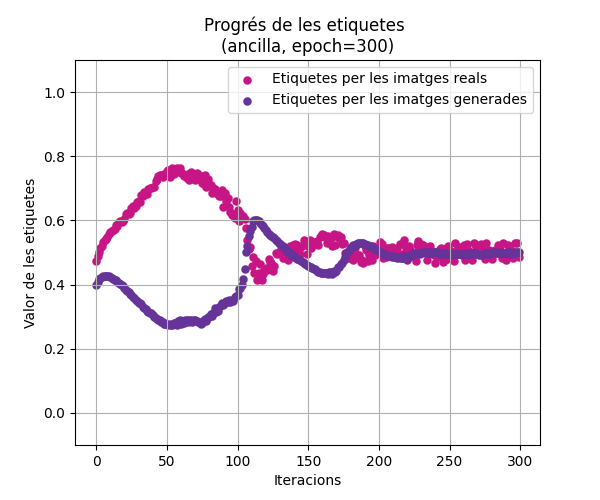 Progrés de les etiquetes
(ancilla, epoch=300)
Etiquetes per les imatges reals
Etiquetes per les imatges generades
Valor de les etiquetes
1.0
0.8
0.6
0.4
0.2
0.0
0 50 100 150 200 250 300
Iteracions